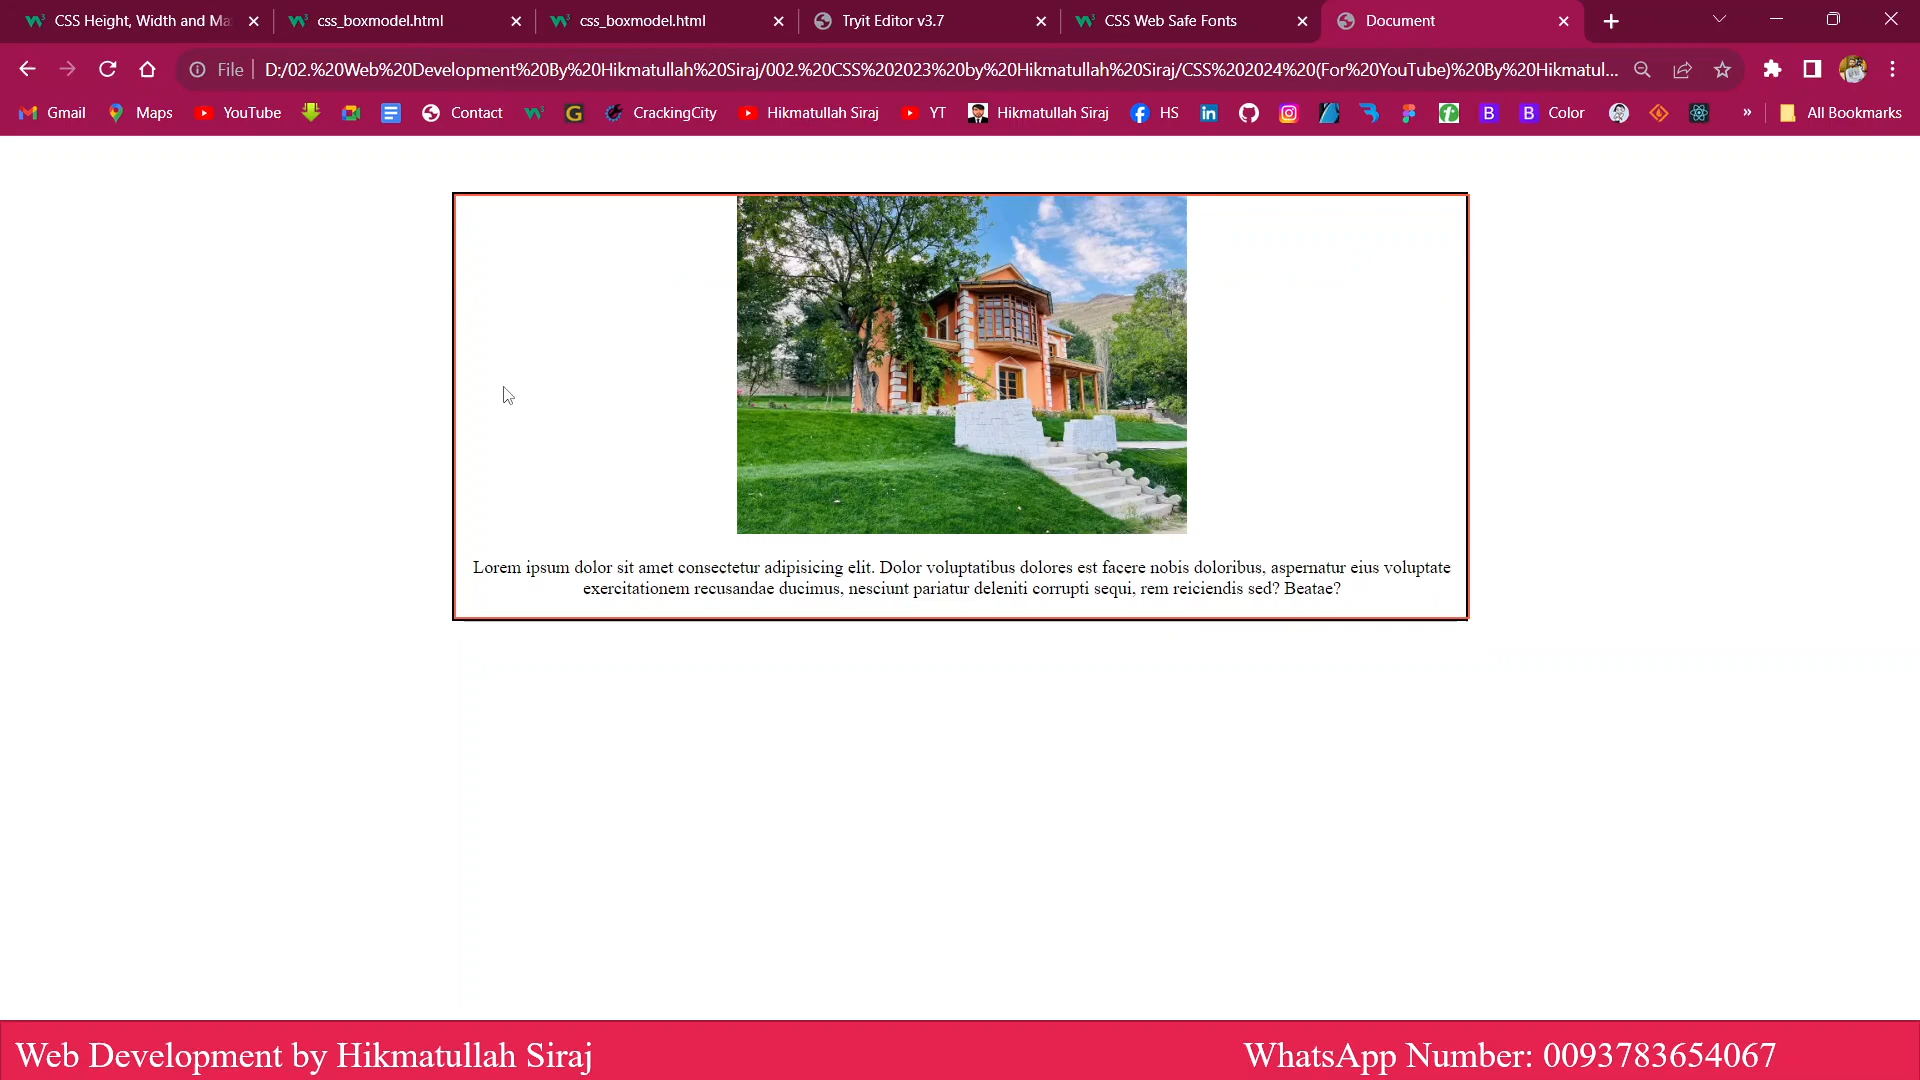 CSS Height, Width and Ma
css_boxmodel.html
css_boxmodel.html
Tryit Editor v3.7
CSS Web Safe Fonts
Document
File
D:/02.%20Web%20Development%20By%20Hikmatullah%20Siraj/002.%20CSS%202023%20by%20Hikmatullah%20Siraj/CSS%202024%20(For%20YouTube)%20By%20Hikmatul...
Gmail
Maps
YouTube
Contact
G
CrackingCity
Hikmatullah Siraj
YT
Hikmatullah Siraj
HS
in
B
B
Color
»
All Bookmarks
Lorem ipsum dolor sit amet consectetur adipisicing elit. Dolor voluptatibus dolores est facere nobis doloribus, aspernatur eius voluptate
exercitationem recusandae ducimus, nesciunt pariatur deleniti corrupti sequi, rem reiciendis sed? Beatae?
Web Development by Hikmatullah Siraj
WhatsApp Number: 0093783654067